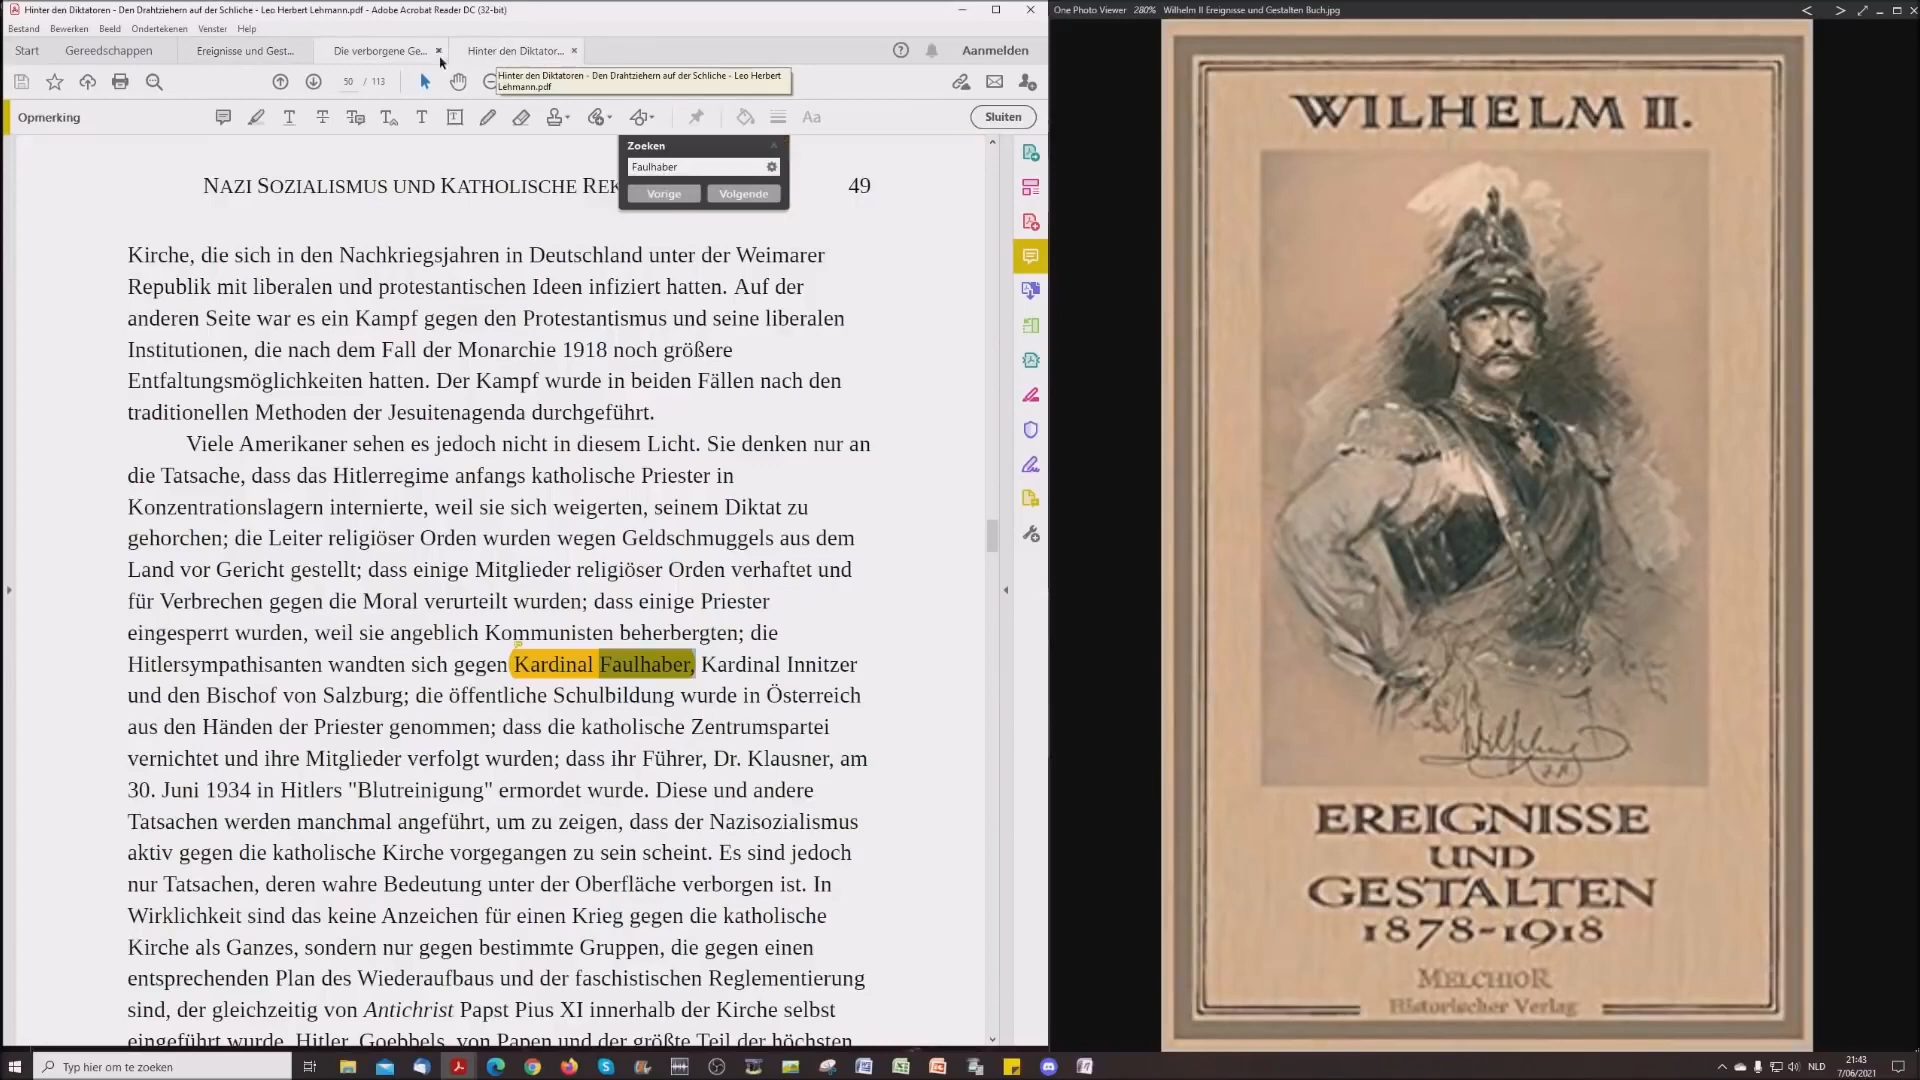 Hinter den Diktatoren - Den Drahtziehern auf der Schliche - Leo Herbert Lehmann.pdf - Adobe Acrobat Reader DC (32-bit)
Bestand Bewerken Beeld Ondertekenen Venster Help
Start Gereedschappen Ereignisse und Gest... Die verborgene Ge... Hinter den Diktator... Aanmelden
50 / 113
Hinter den Diktatoren - Den Drahtziehern auf der Schliche - Leo Herbert
Lehmann.pdf
Opmerking
Sluiten
Zoeken
Faulhaber
Vorige Volgende
NAZI SOZIALISMUS UND KATHOLISCHE REK 49
Kirche, die sich in den Nachkriegsjahren in Deutschland unter der Weimarer
Republik mit liberalen und protestantischen Ideen infiziert hatten. Auf der
anderen Seite war es ein Kampf gegen den Protestantismus und seine liberalen
Institutionen, die nach dem Fall der Monarchie 1918 noch größere
Entfaltungsmöglichkeiten hatten. Der Kampf wurde in beiden Fällen nach den
traditionellen Methoden der Jesuitenagenda durchgeführt.
Viele Amerikaner sehen es jedoch nicht in diesem Licht. Sie denken nur an
die Tatsache, dass das Hitlerregime anfangs katholische Priester in
Konzentrationslagern internierte, weil sie sich weigerten, seinem Diktat zu
gehorchen; die Leiter religiöser Orden wurden wegen Geldschmuggels aus dem
Land vor Gericht gestellt; dass einige Mitglieder religiöser Orden verhaftet und
für Verbrechen gegen die Moral verurteilt wurden; dass einige Priester
eingesperrt wurden, weil sie angeblich Kommunisten beherbergten; die
Hitlersympathisanten wandten sich gegen Kardinal Faulhaber, Kardinal Innitzer
und den Bischof von Salzburg; die öffentliche Schulbildung wurde in Österreich
aus den Händen der Priester genommen; dass die katholische Zentrumspartei
vernichtet und ihre Mitglieder verfolgt wurden; dass ihr Führer, Dr. Klausner, am
30. Juni 1934 in Hitlers "Blutreinigung" ermordet wurde. Diese und andere
Tatsachen werden manchmal angeführt, um zu zeigen, dass der Nazisozialismus
aktiv gegen die katholische Kirche vorgegangen zu sein scheint. Es sind jedoch
nur Tatsachen, deren wahre Bedeutung unter der Oberfläche verborgen ist. In
Wirklichkeit sind das keine Anzeichen für einen Krieg gegen die katholische
Kirche als Ganzes, sondern nur gegen bestimmte Gruppen, die gegen einen
entsprechenden Plan des Wiederaufbaus und der faschistischen Reglementierung
sind, der gleichzeitig von Antichrist Papst Pius XI innerhalb der Kirche selbst
eingeführt wurde. Hitler, Goebbels, von Papen und der größte Teil der höchsten
One Photo Viewer 280% Wilhelm II Ereignisse und Gestalten Buch.jpg
WILHELM II.
EREIGNISSE
UND
GESTALTEN
1878-1918
MELCHIOR
Historischer Verlag
Typ hier om te zoeken
NLD
21:43
7/06/2021